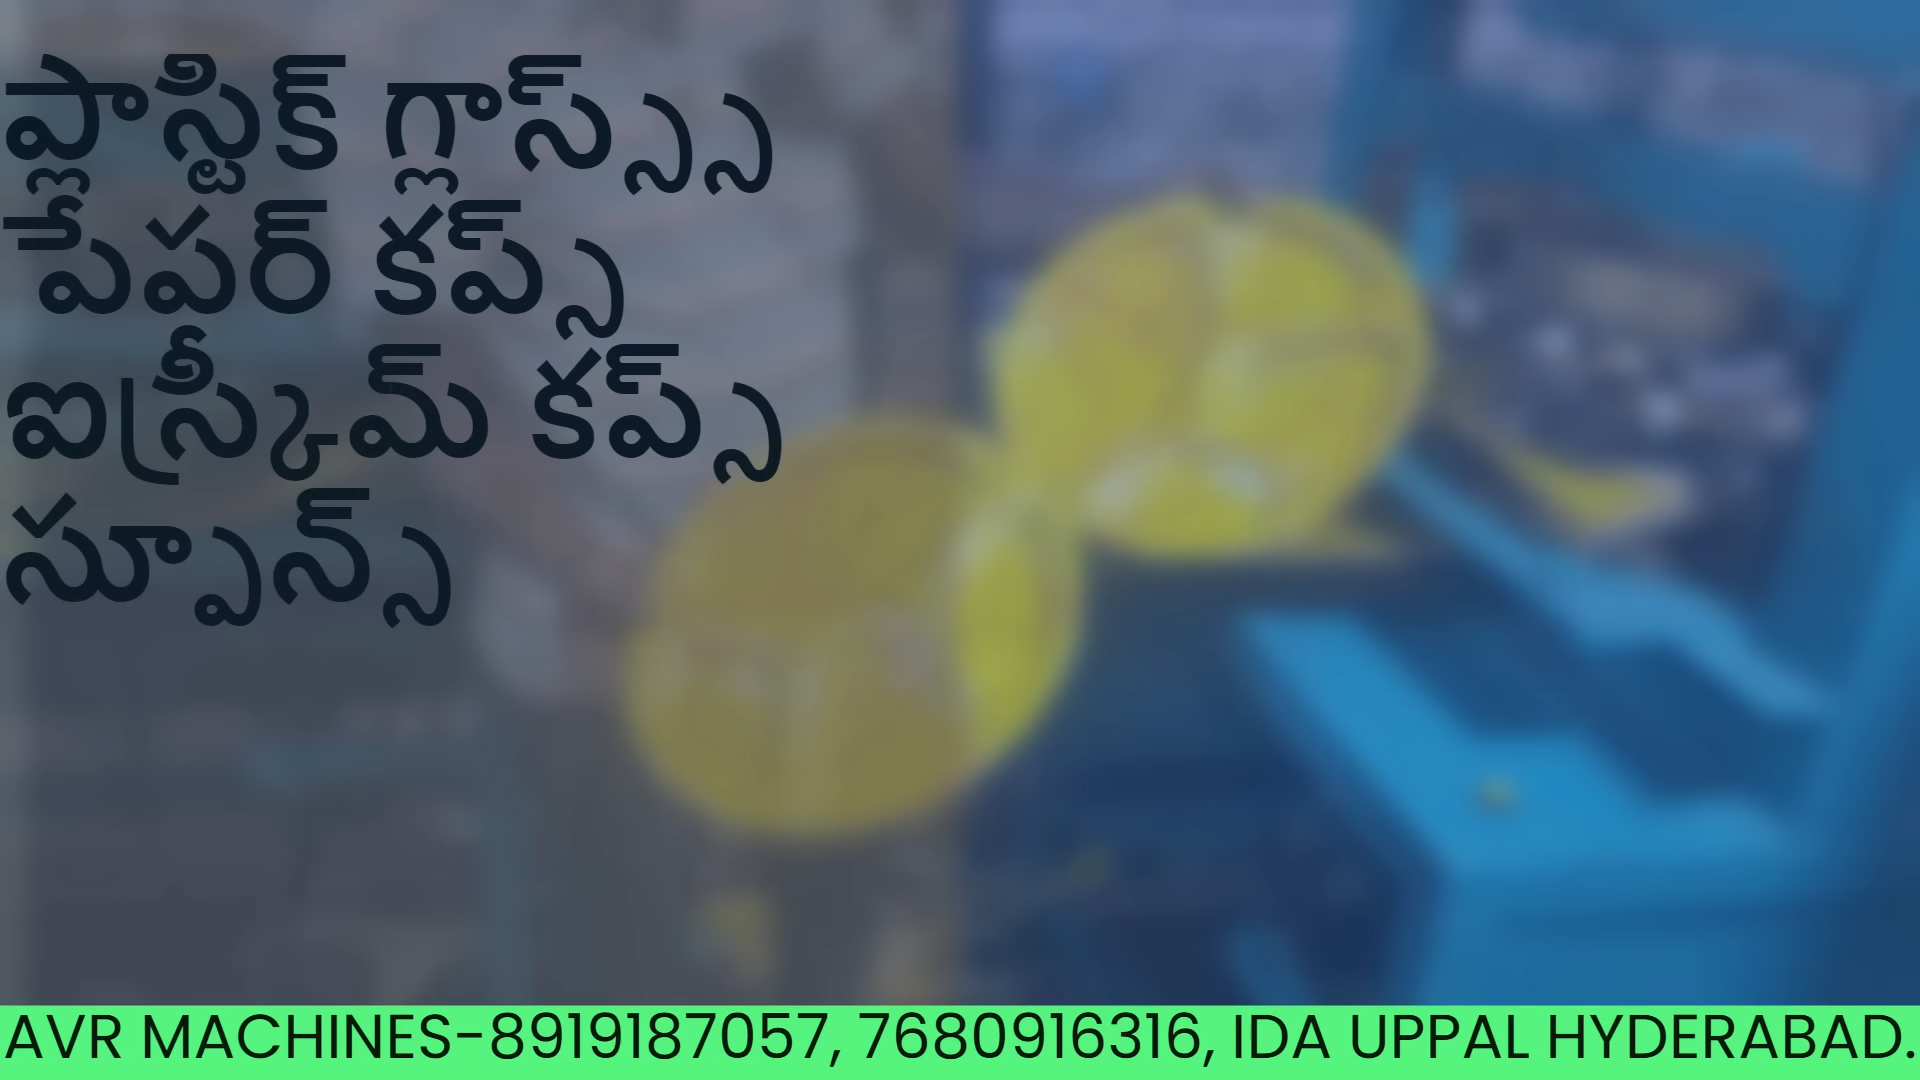 ప్లాస్టిక్ గ్లాస్స్స్
పేపర్ కప్స్
ఐస్క్రీమ్ కప్స్
స్పూన్స్
AVR MACHINES-8919187057, 7680916316, IDA UPPAL HYDERABAD.